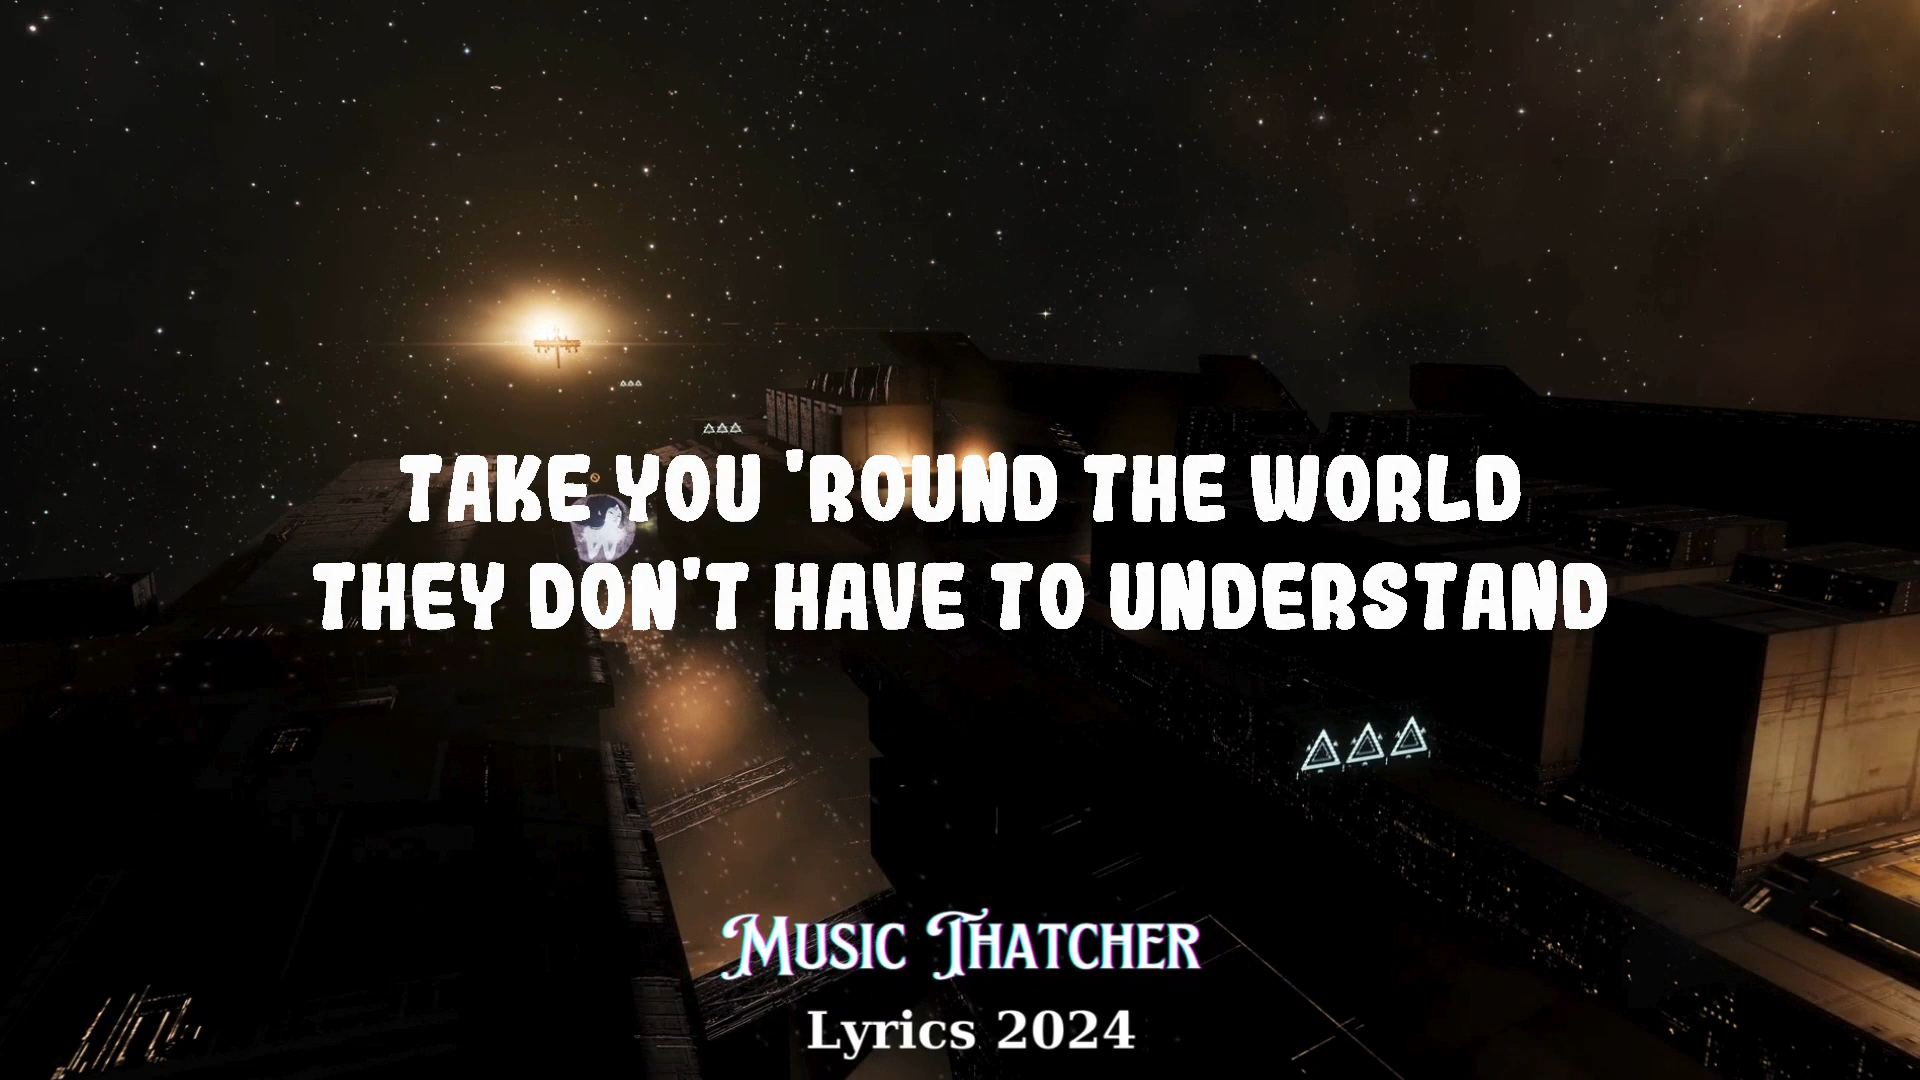 TAKE YOU 'ROUND THE WORLD
THEY DON'T HAVE TO UNDERSTAND
MUSIC THATCHER
Lyrics 2024